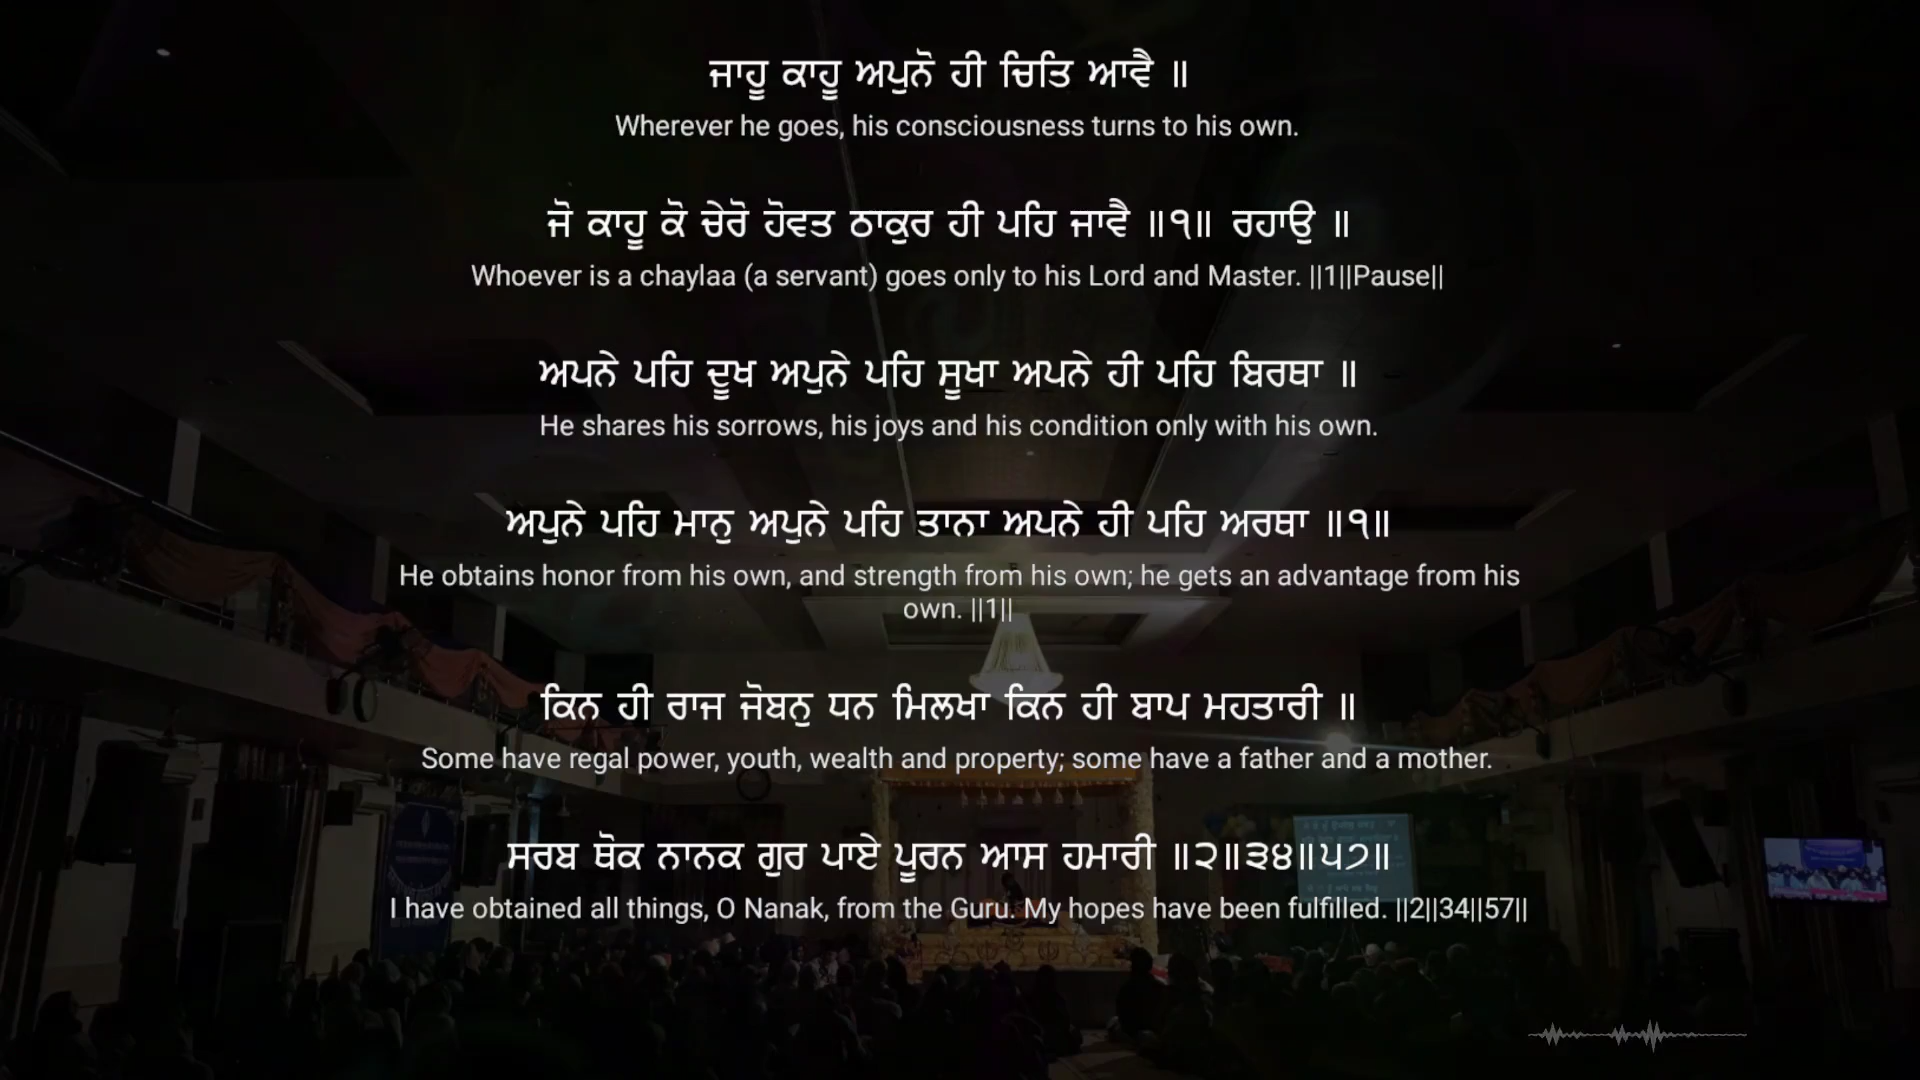 ਜਾਹੂ ਕਾਹੂ ਅਪੁਨੋ ਹੀ ਚਿਤਿ ਆਵੈ ॥
Wherever he goes, his consciousness turns to his own.
ਜੋ ਕਾਹੂ ਕੋ ਚੇਰੋ ਹੋਵਤ ਠਾਕੁਰ ਹੀ ਪਹਿ ਜਾਵੈ ॥੧॥ ਰਹਾਉ ॥
Whoever is a chaylaa (a servant) goes only to his Lord and Master. ||1||Pause||
ਅਪਨੇ ਪਹਿ ਦੂਖ ਅਪੁਨੇ ਪਹਿ ਸੂਖਾ ਅਪਨੇ ਹੀ ਪਹਿ ਬਿਰਥਾ ॥
He shares his sorrows, his joys and his condition only with his own.
ਅਪੁਨੇ ਪਹਿ ਮਾਨੁ ਅਪੁਨੇ ਪਹਿ ਤਾਨਾ ਅਪਨੇ ਹੀ ਪਹਿ ਅਰਥਾ ॥੧॥
He obtains honor from his own, and strength from his own; he gets an advantage from his
own. ||1||
ਕਿਨ ਹੀ ਰਾਜ ਜੋਬਨੁ ਧਨ ਮਿਲਖਾ ਕਿਨ ਹੀ ਬਾਪ ਮਹਤਾਰੀ ॥
Some have regal power, youth, wealth and property; some have a father and a mother.
ਸਰਬ ਥੋਕ ਨਾਨਕ ਗੁਰ ਪਾਏ ਪੂਰਨ ਆਸ ਹਮਾਰੀ ॥੨॥੩੪॥੫੭॥
I have obtained all things, O Nanak, from the Guru. My hopes have been fulfilled. ||2||34||57||